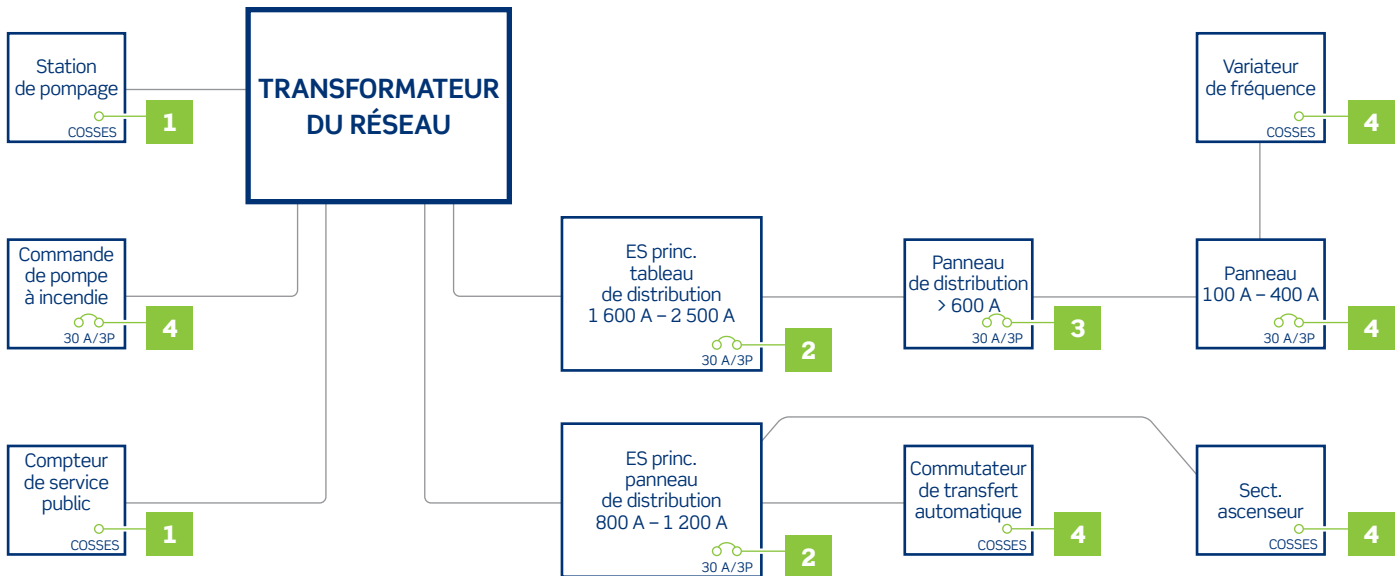 Station
de pompage
COSSES
1
TRANSFORMATEUR
DU RÉSEAU
Variateur
de fréquence
COSSES
4
Commande
de pompe
à incendie
30 A/3P
4
ES princ.
tableau
de distribution
1 600 A – 2 500 A
30 A/3P
2
Panneau
de distribution
> 600 A
30 A/3P
3
Panneau
100 A – 400 A
30 A/3P
4
Compteur
de service
public
COSSES
1
ES princ.
panneau
de distribution
800 A – 1 200 A
30 A/3P
2
Commutateur
de transfert
automatique
COSSES
4
Sect.
ascenseur
COSSES
4